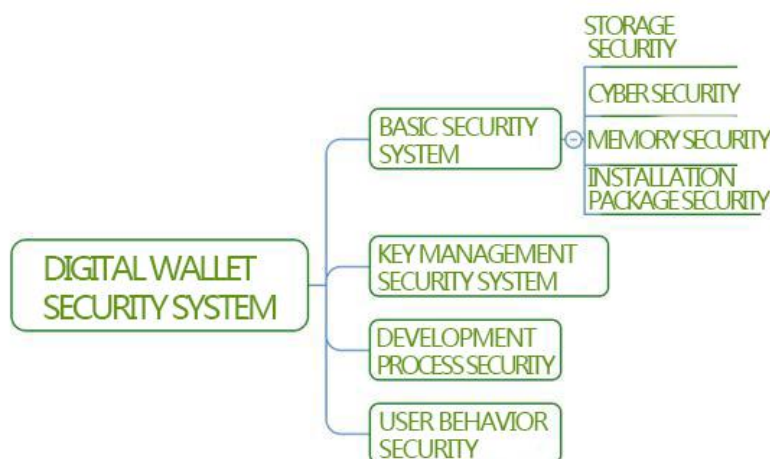 STORAGE
SECURITY
CYBER SECURITY
BASIC SECURITY
SYSTEM
MEMORY SECURITY
INSTALLATION
PACKAGE SECURITY
DIGITAL WALLET
SECURITY SYSTEM
KEY MANAGEMENT
SECURITY SYSTEM
DEVELOPMENT
PROCESS SECURITY
USER BEHAVIOR
SECURITY